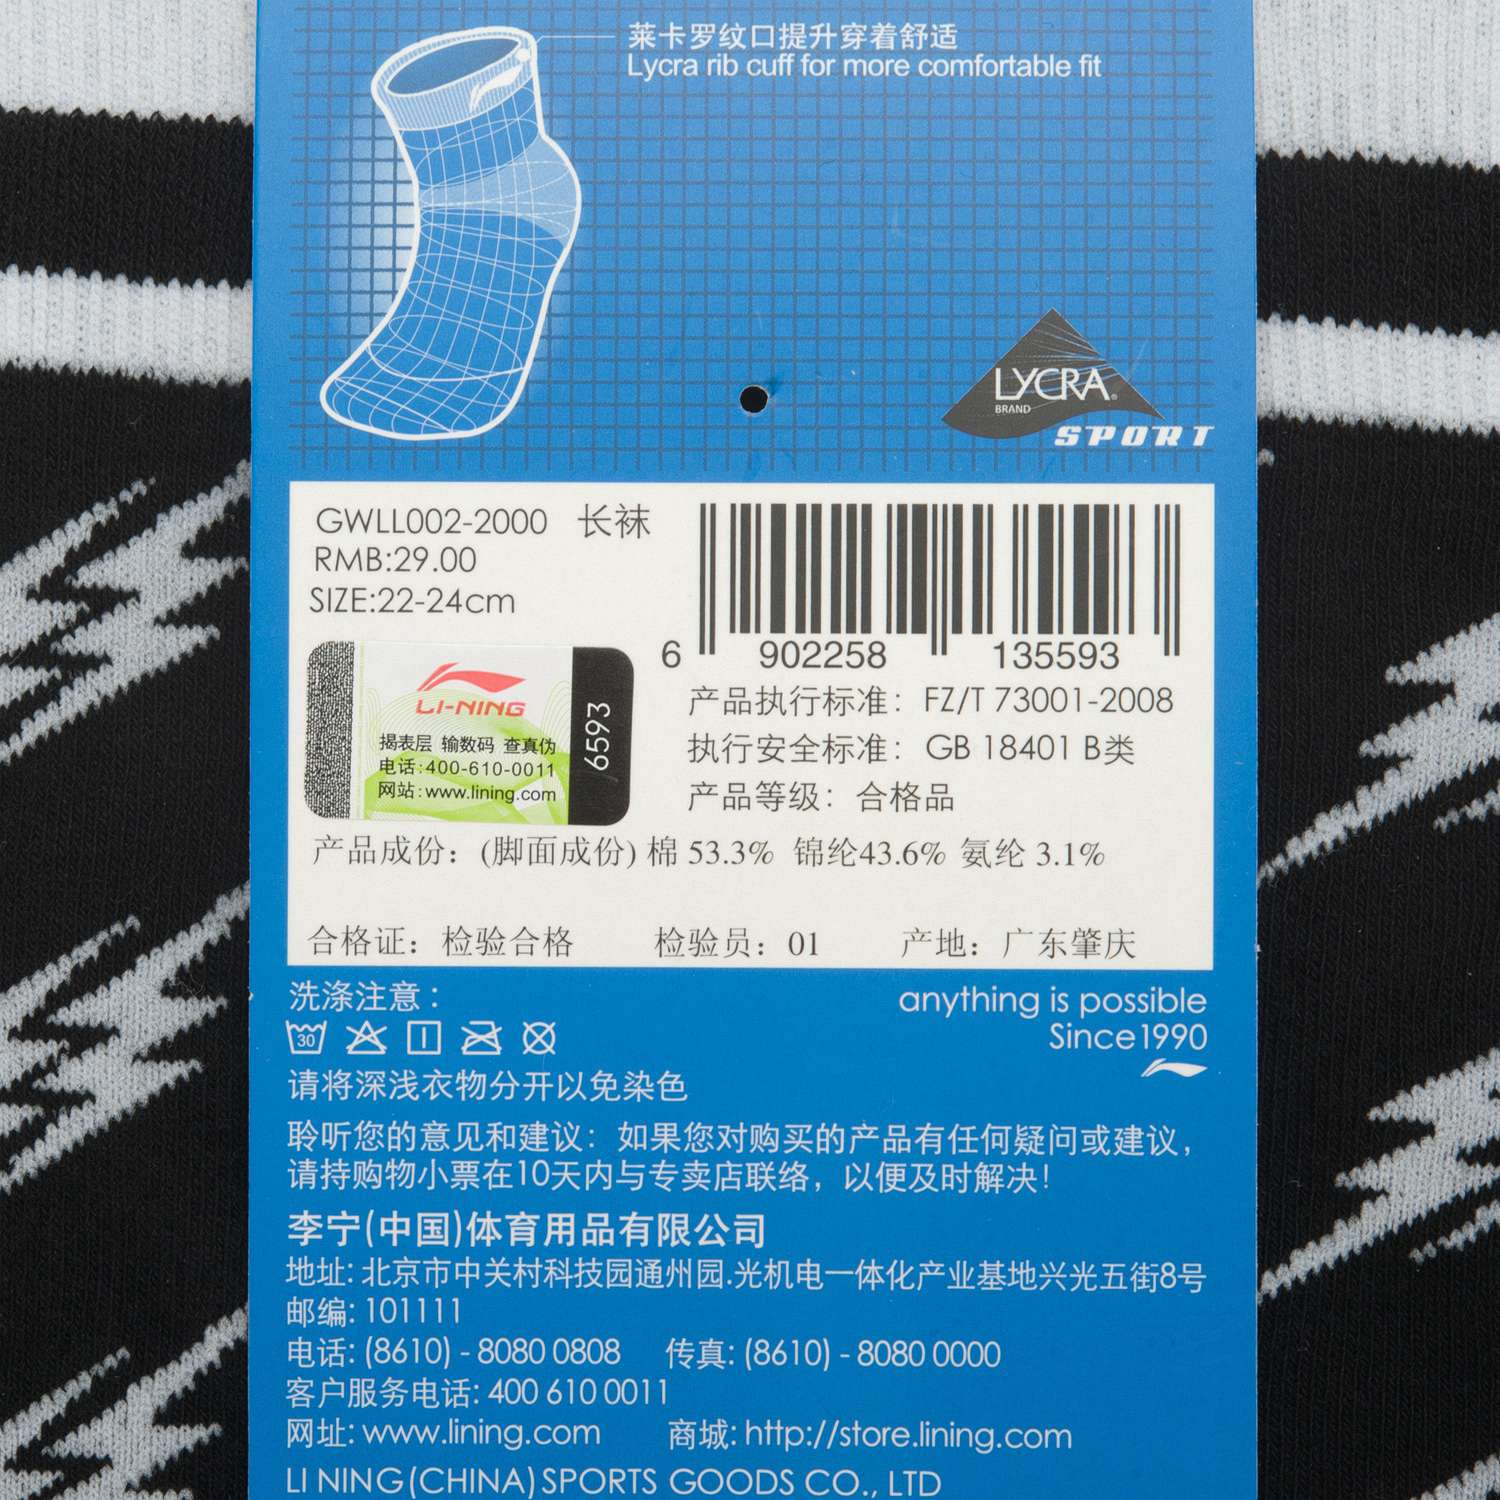 莱卡罗纹口提升穿着舒适
Lycra rib cuff for more comfortable fit
LYCRA®
BRAND
SPORT
GWLL002-2000 长袜
RMB:29.00
SIZE:22-24cm
6 902258 135593
LI-NING
揭表层 输数码 查真伪
电话:400-610-0011
网站:www.lining.com
6593
产品执行标准: FZ/T 73001-2008
执行安全标准: GB 18401 B类
产品等级: 合格品
产品成份: (脚面成份) 棉 53.3% 锦纶43.6% 氨纶 3.1%
合格证: 检验合格 检验员: 01 产地: 广东肇庆
洗涤注意:
30
请将深浅衣物分开以免染色
anything is possible
Since1990
聆听您的意见和建议: 如果您对购买的产品有任何疑问或建议,
请持购物小票在10天内与专卖店联络, 以便及时解决!
李宁(中国)体育用品有限公司
地址: 北京市中关村科技园通州园.光机电一体化产业基地兴光五街8号
邮编: 101111
电话: (8610) - 8080 0808 传真: (8610) - 8080 0000
客户服务电话: 400 610 0011
网址: www.lining.com 商城: http://store.lining.com
LI NING(CHINA)SPORTS GOODS CO., LTD